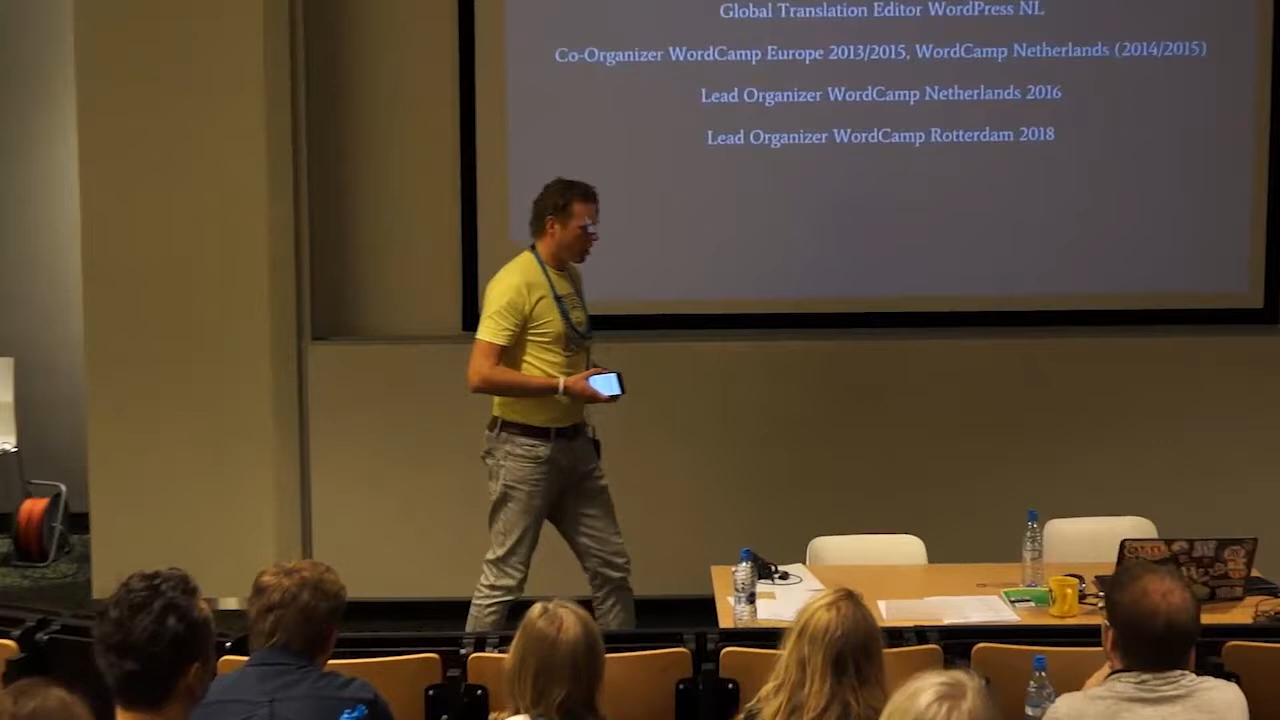 Global Translation Editor WordPress NL
Co-Organizer WordCamp Europe 2013/2015, WordCamp Netherlands (2014/2015)
Lead Organizer WordCamp Netherlands 2016
Lead Organizer WordCamp Rotterdam 2018